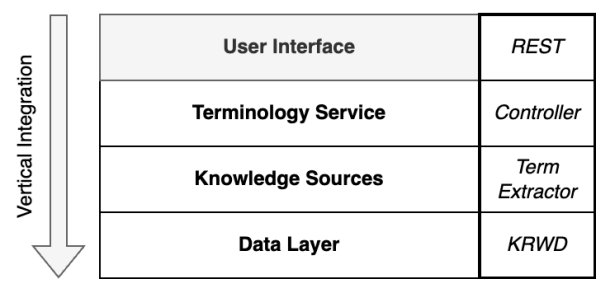 Vertical Integration
User Interface
REST
Terminology Service
Controller
Knowledge Sources
Term
Extractor
Data Layer
KRWD